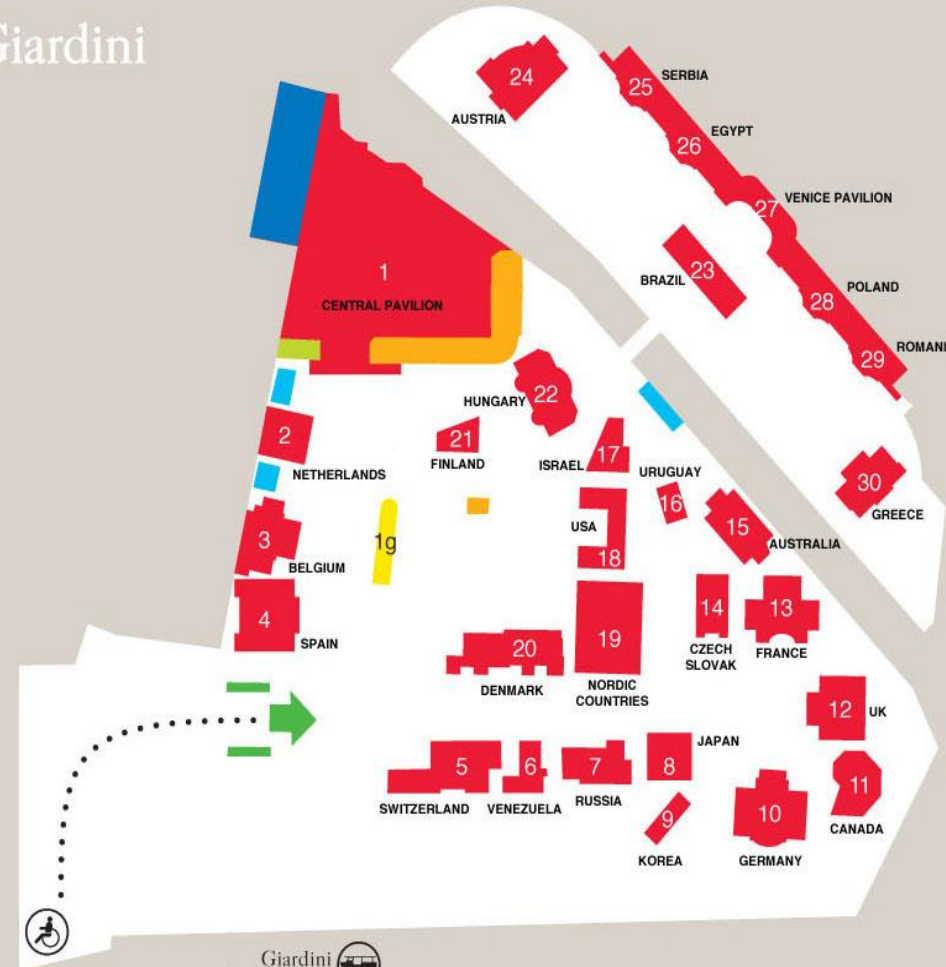 Giardini
24
AUSTRIA
25
SERBIA
26
EGYPT
27
VENICE PAVILION
BRAZIL
23
28
POLAND
29
ROMANI
30
GREECE
1
CENTRAL PAVILION
2
NETHERLANDS
3
BELGIUM
4
SPAIN
1g
HUNGARY
22
21
FINLAND
ISRAEL
17
URUGUAY
16
USA
18
15
AUSTRALIA
14
CZECH
SLOVAK
13
FRANCE
19
NORDIC
COUNTRIES
20
DENMARK
12
UK
5
SWITZERLAND
6
VENEZUELA
7
RUSSIA
JAPAN
8
9
KOREA
10
GERMANY
11
CANADA
Giardini